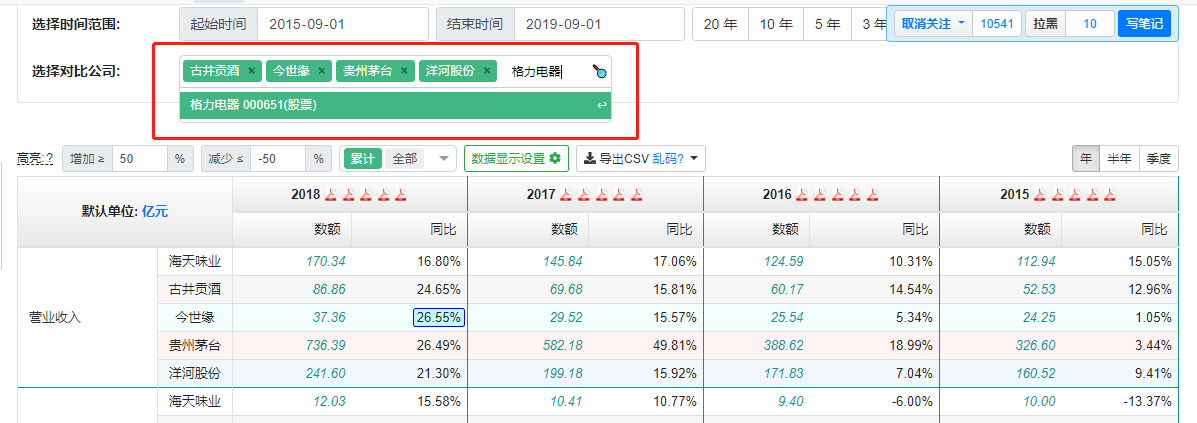 选择时间范围: 起始时间 2015-09-01 结束时间 2019-09-01 20 年 10 年 5 年 3 年 取消关注 10541 拉黑 10 写笔记
选择对比公司: 古井贡酒 × 今世缘 × 贵州茅台 × 洋河股份 × 格力电器
格力电器 000651(股票)
高亮: ? 增加 ≥ 50 % 减少 ≤ -50 % 累计 全部 数据显示设置 导出CSV 乱码? 年 半年 季度
默认单位: 亿元 2018 2017 2016 2015
数额 同比 数额 同比 数额 同比 数额 同比
海天味业 170.34 16.80% 145.84 17.06% 124.59 10.31% 112.94 15.05%
古井贡酒 86.86 24.65% 69.68 15.81% 60.17 14.54% 52.53 12.96%
营业收入 今世缘 37.36 26.55% 29.52 15.57% 25.54 5.34% 24.25 1.05%
贵州茅台 736.39 26.49% 582.18 49.81% 388.62 18.99% 326.60 3.44%
洋河股份 241.60 21.30% 199.18 15.92% 171.83 7.04% 160.52 9.41%
海天味业 12.03 15.58% 10.41 10.77% 9.40 -6.00% 10.00 -13.37%